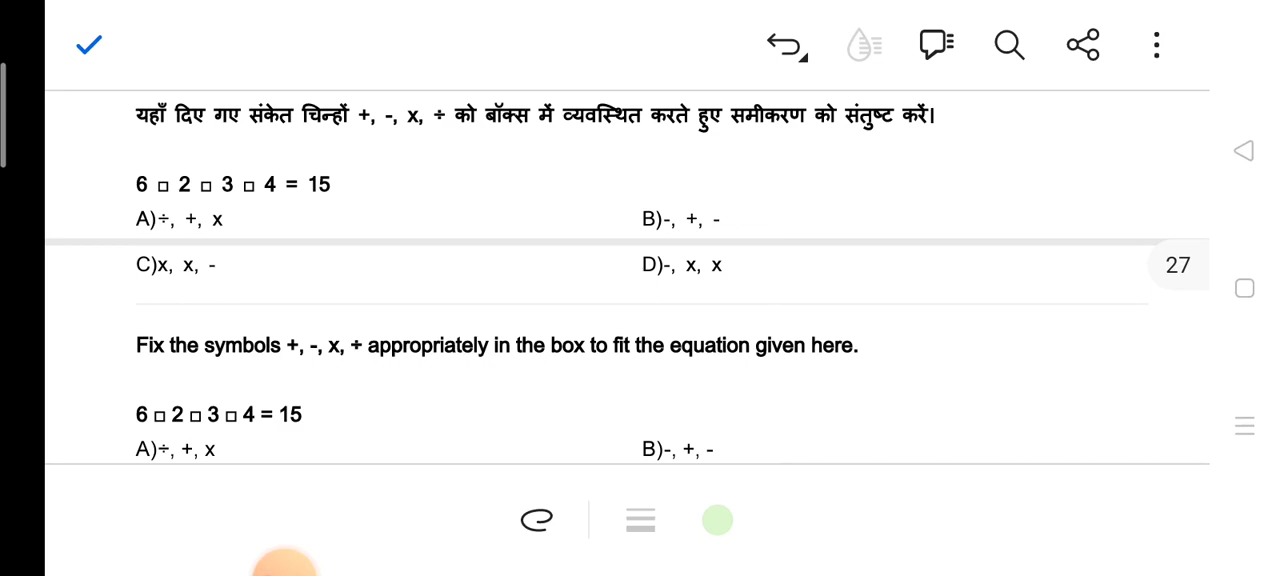 यहाँ दिए गए संकेत चिन्हों +, -, x, ÷ को बॉक्स में व्यवस्थित करते हुए समीकरण को संतुष्ट करें।
6 □ 2 □ 3 □ 4 = 15
A)÷, +, x B)-, +, -
C)x, x, - D)-, x, x
27
Fix the symbols +, -, x, ÷ appropriately in the box to fit the equation given here.
6 □ 2 □ 3 □ 4 = 15
A)÷, +, x B)-, +, -